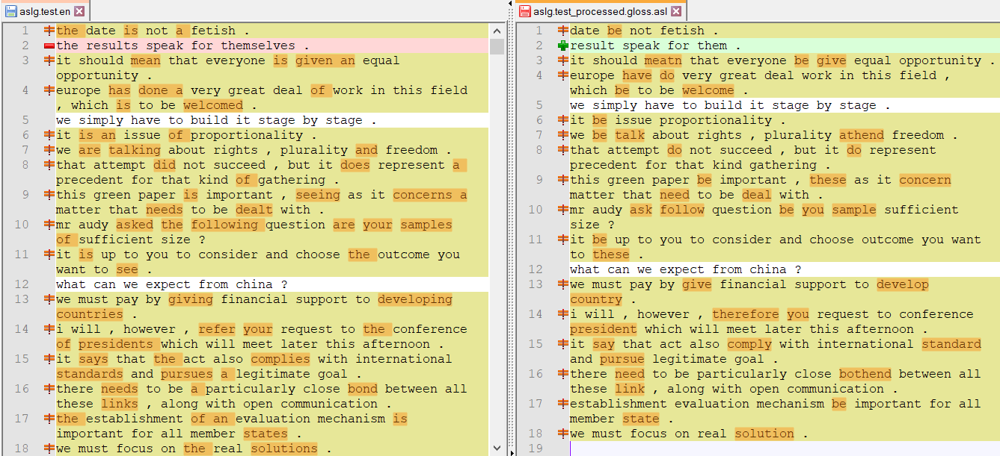 aslg.test.en
1 the date is not a fetish .
2 the results speak for themselves .
3 it should mean that everyone is given an equal
opportunity .
4 europe has done a very great deal of work in this field
, which is to be welcomed .
5 we simply have to build it stage by stage .
6 it is an issue of proportionality .
7 we are talking about rights , plurality and freedom .
8 that attempt did not succeed , but it does represent a
precedent for that kind of gathering .
9 this green paper is important , seeing as it concerns a
matter that needs to be dealt with .
10 mr audy asked the following question are your samples
of sufficient size ?
11 it is up to you to consider and choose the outcome you
want to see .
12 what can we expect from china ?
13 we must pay by giving financial support to developing
countries .
14 i will , however , refer your request to the conference
of presidents which will meet later this afternoon .
15 it says that the act also complies with international
standards and pursues a legitimate goal .
16 there needs to be a particularly close bond between all
these links , along with open communication .
17 the establishment of an evaluation mechanism is
important for all member states .
18 we must focus on the real solutions .
aslg.test_processed.gloss.asl
1 date be not fetish .
2 result speak for them .
3 it should meatn that everyone be give equal opportunity .
4 europe have do very great deal work in this field ,
which be to be welcome .
5 we simply have to build it stage by stage .
6 it be issue proportionality .
7 we be talk about rights , plurality athend freedom .
8 that attempt do not succeed , but it do represent
precedent for that kind gathering .
9 this green paper be important , these as it concern
matter that need to be deal with .
10 mr audy ask follow question be you sample sufficient
size ?
11 it be up to you to consider and choose outcome you want
to these .
12 what can we expect from china ?
13 we must pay by give financial support to develop
country .
14 i will , however , therefore you request to conference
president which will meet later this afternoon .
15 it say that act also comply with international standard
and pursue legitimate goal .
16 there need to be particularly close bothend between all
these link , along with open communication .
17 establishment evaluation mechanism be important for all
member state .
18 we must focus on real solution .
19